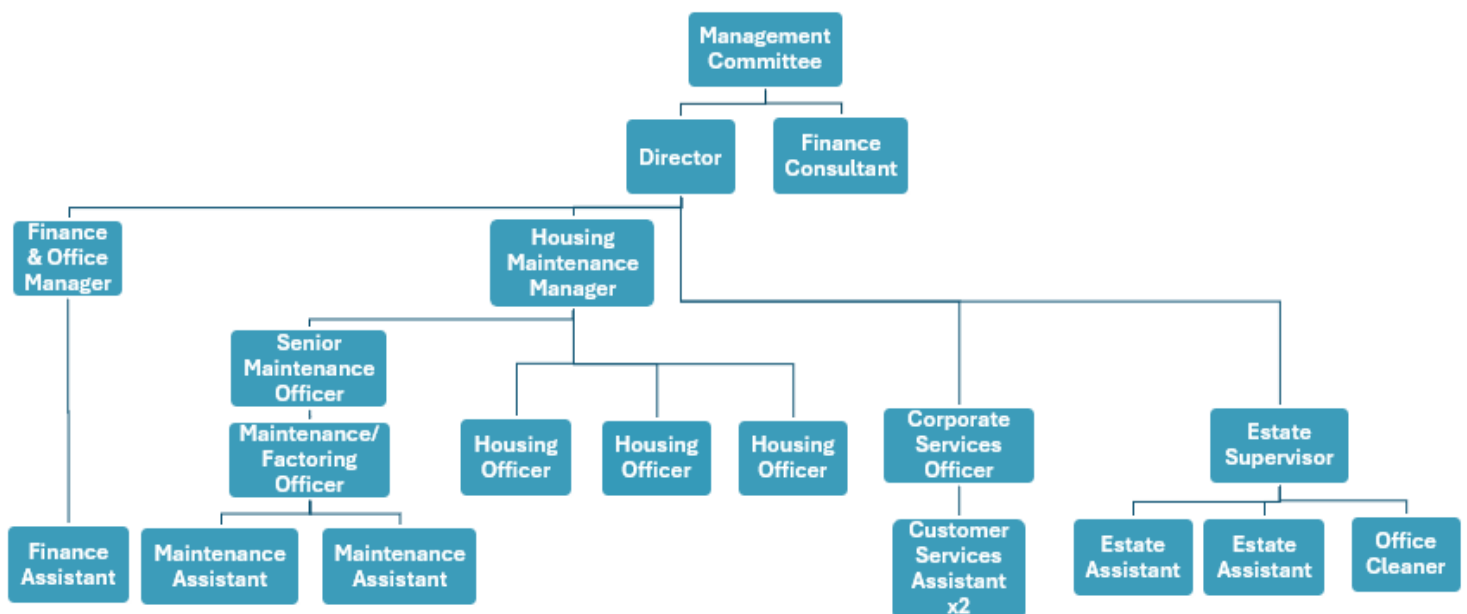 Management
Committee
Director
Finance
Consultant
Finance
& Office
Manager
Housing
Maintenance
Manager
Senior
Maintenance
Officer
Maintenance/
Factoring
Officer
Housing
Officer
Housing
Officer
Housing
Officer
Corporate
Services
Officer
Estate
Supervisor
Finance
Assistant
Maintenance
Assistant
Maintenance
Assistant
Customer
Services
Assistant
x2
Estate
Assistant
Estate
Assistant
Office
Cleaner